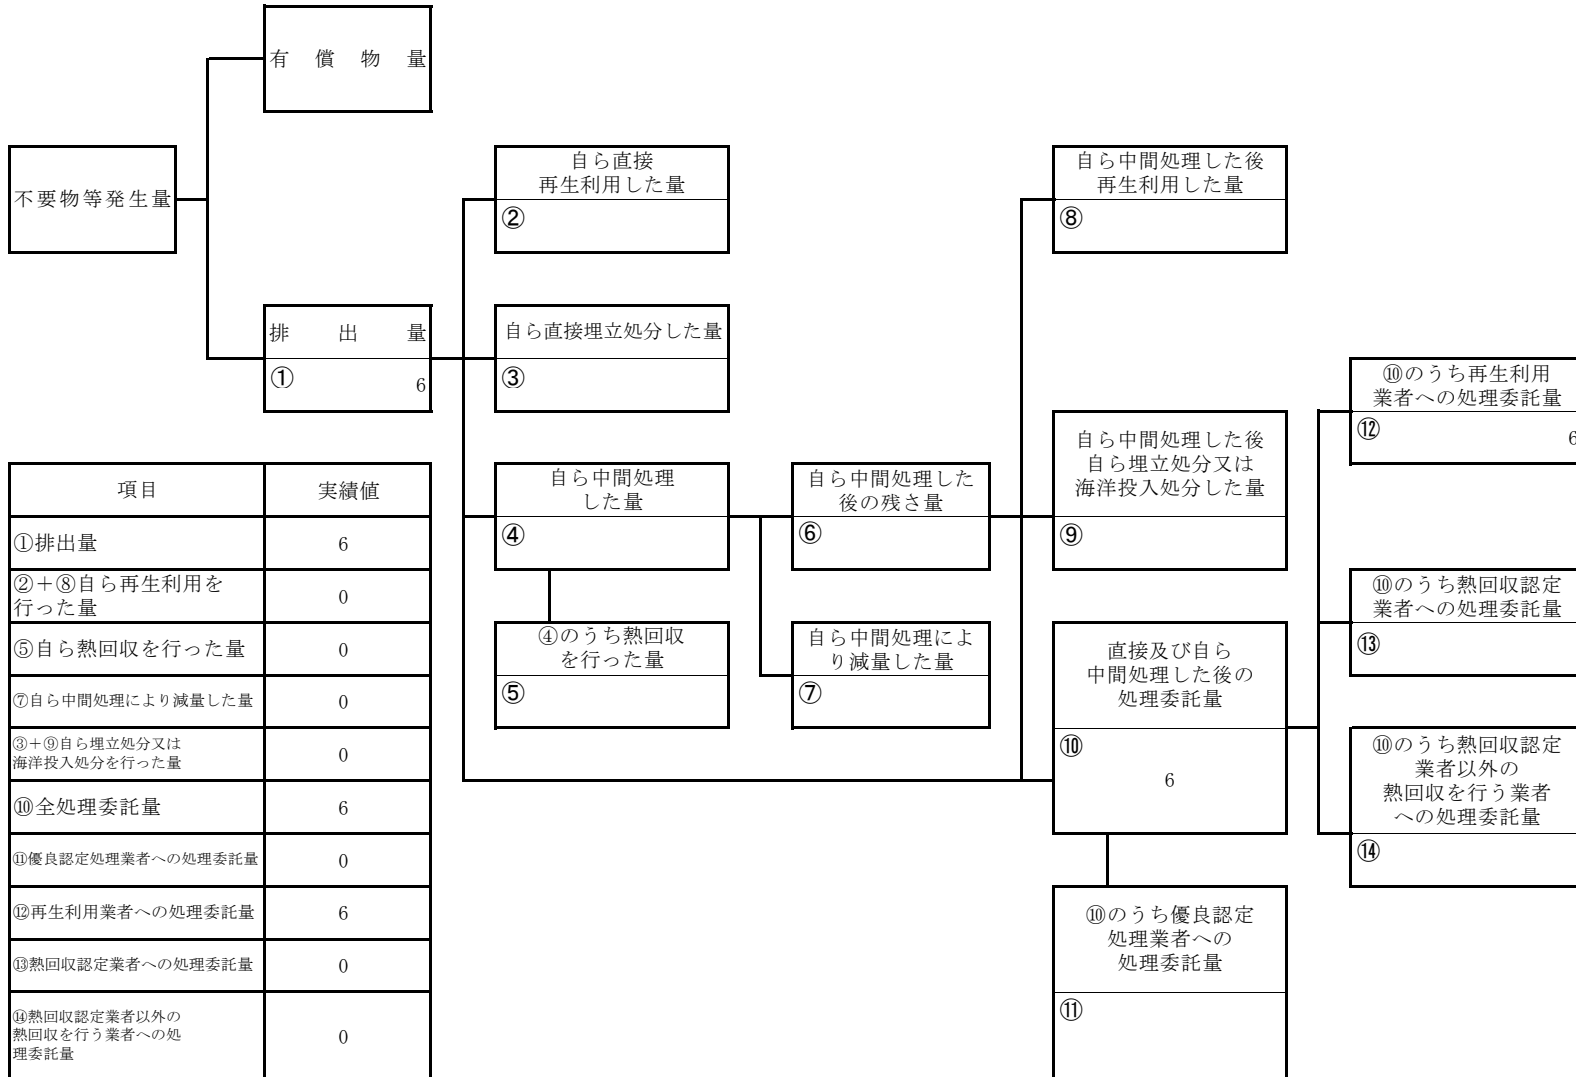 有償物量
不要物等発生量
自ら直接
再生利用した量
②
自ら中間処理した後
再生利用した量
⑧
排出量
① 6
自ら直接埋立処分した量
③
⑩のうち再生利用
業者への処理委託量
⑫ 6
自ら中間処理
した量
④
自ら中間処理した
後の残さ量
⑥
自ら中間処理した後
自ら埋立処分又は
海洋投入処分した量
⑨
④のうち熱回収
を行った量
⑤
自ら中間処理によ
り減量した量
⑦
直接及び自ら
中間処理した後の
処理委託量
⑩
6
⑩のうち熱回収認定
業者への処理委託量
⑬
⑩のうち熱回収認定
業者以外の
熱回収を行う業者
への処理委託量
⑭
⑩のうち優良認定
処理業者への
処理委託量
⑪
項目 実績値
①排出量 6
②+⑧自ら再生利用を
行った量 0
⑤自ら熱回収を行った量 0
⑦自ら中間処理により減量した量 0
③+⑨自ら埋立処分又は
海洋投入処分を行った量 0
⑩全処理委託量 6
⑪優良認定処理業者への処理委託量 0
⑫再生利用業者への処理委託量 6
⑬熱回収認定業者への処理委託量 0
⑭熱回収認定業者以外の
熱回収を行う業者への処
理委託量 0